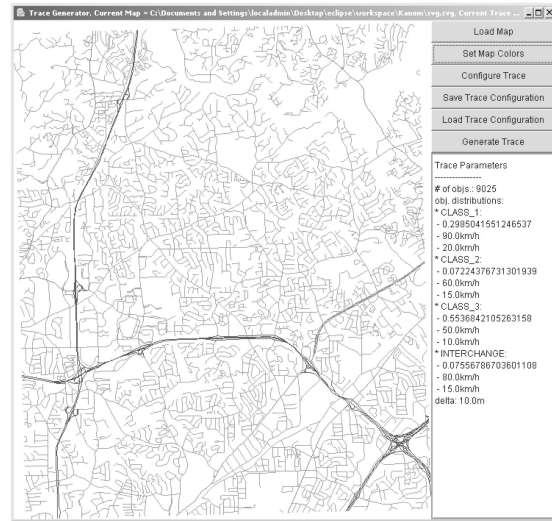 Trace Generator, Current Map = C:\Documents and Settings\localadmin\Desktop\eclipse\workspace\Kanom\svg.svg, Current Trace ...
Load Map
Set Map Colors
Configure Trace
Save Trace Configuration
Load Trace Configuration
Generate Trace
Trace Parameters
----------------
# of objs.: 9025
obj. distributions:
* CLASS_1:
- 0.2985041551246537
- 90.0km/h
- 20.0km/h
* CLASS_2:
- 0.07224376731301939
- 60.0km/h
- 15.0km/h
* CLASS_3:
- 0.5536842105263158
- 50.0km/h
- 10.0km/h
* INTERCHANGE:
- 0.07556786703601108
- 80.0km/h
- 15.0km/h
delta: 10.0m